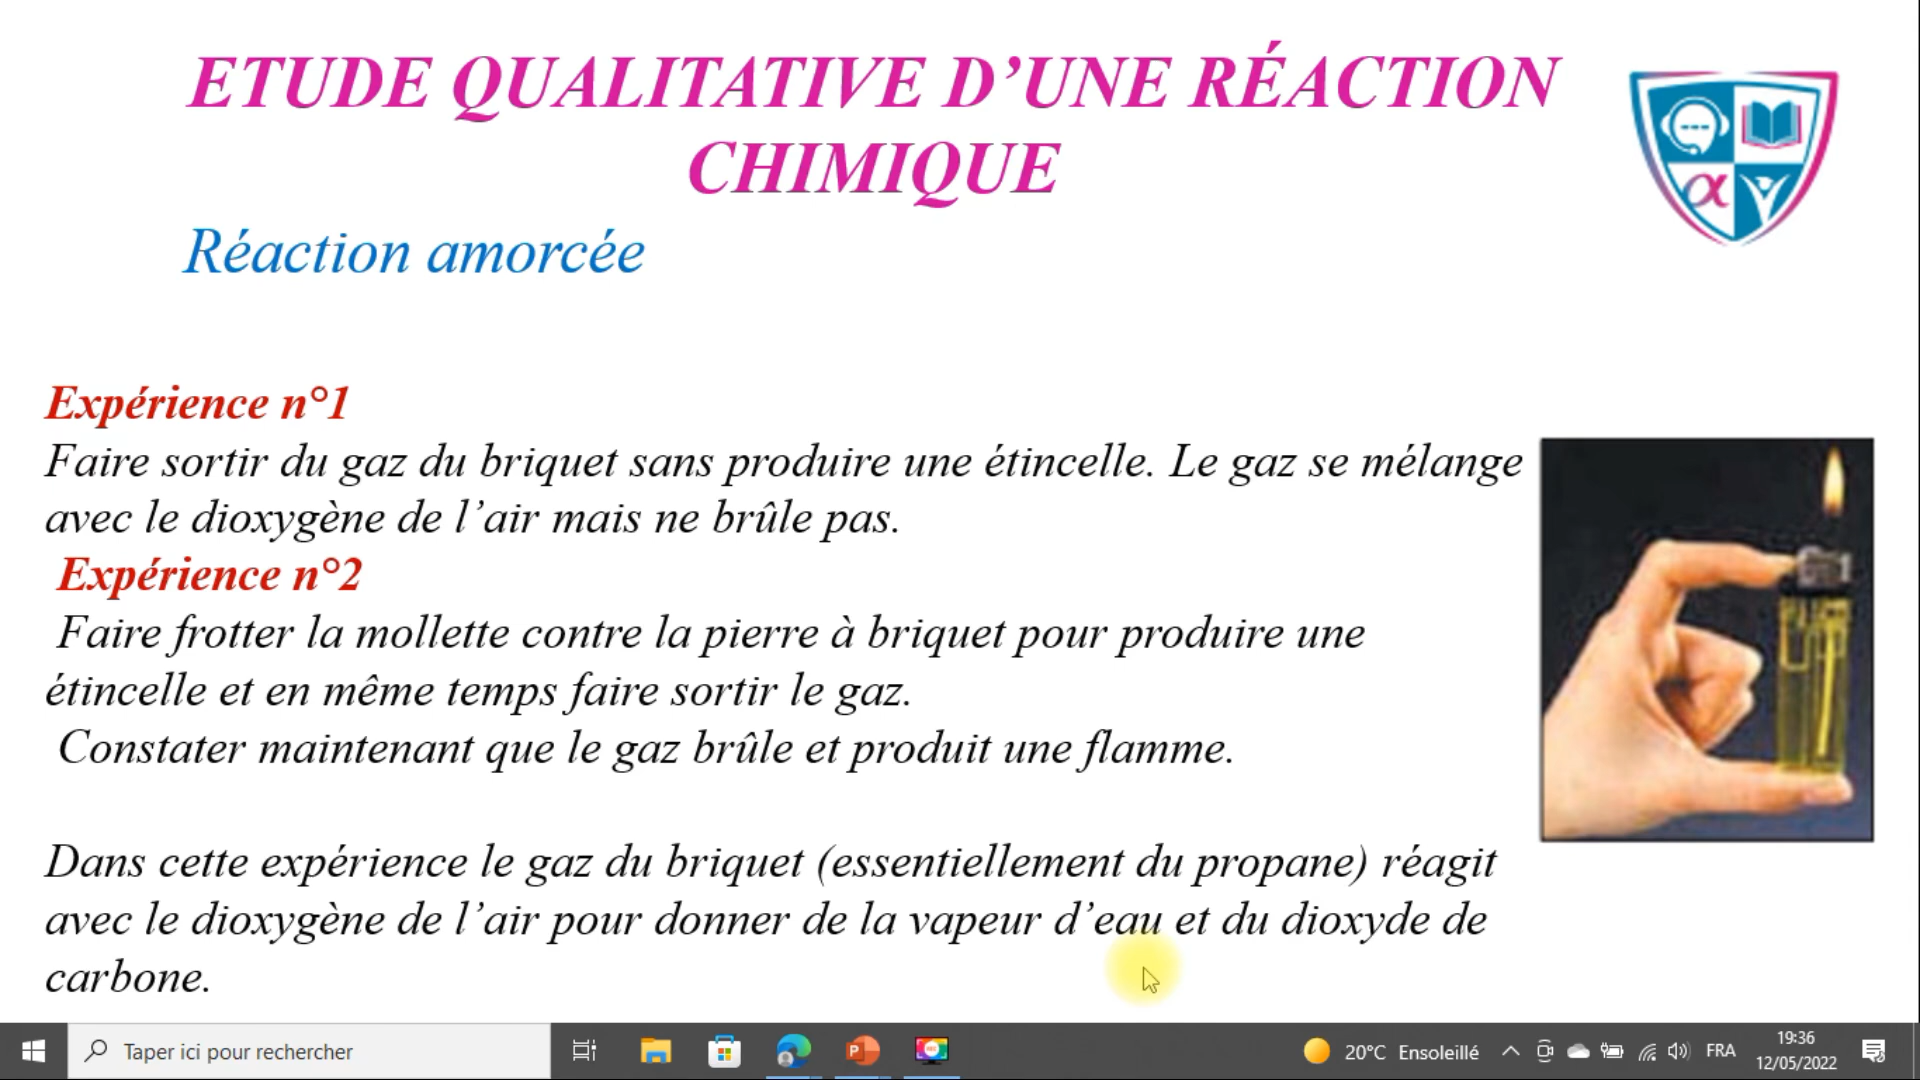 ETUDE QUALITATIVE D’UNE RÉACTION
CHIMIQUE
Réaction amorcée
Expérience n°1
Faire sortir du gaz du briquet sans produire une étincelle. Le gaz se mélange
avec le dioxygène de l’air mais ne brûle pas.
Expérience n°2
Faire frotter la mollette contre la pierre à briquet pour produire une
étincelle et en même temps faire sortir le gaz.
Constater maintenant que le gaz brûle et produit une flamme.
Dans cette expérience le gaz du briquet (essentiellement du propane) réagit
avec le dioxygène de l’air pour donner de la vapeur d’eau et du dioxyde de
carbone.
Taper ici pour rechercher
20°C Ensoleillé
FRA
19:36
12/05/2022